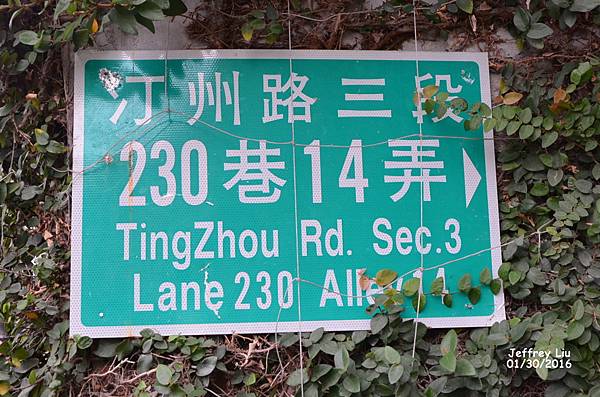 汀州路三段
230巷14弄
TingZhou Rd. Sec.3
Lane 230 Alley 14
Jeffrey Liu
01/30/2016